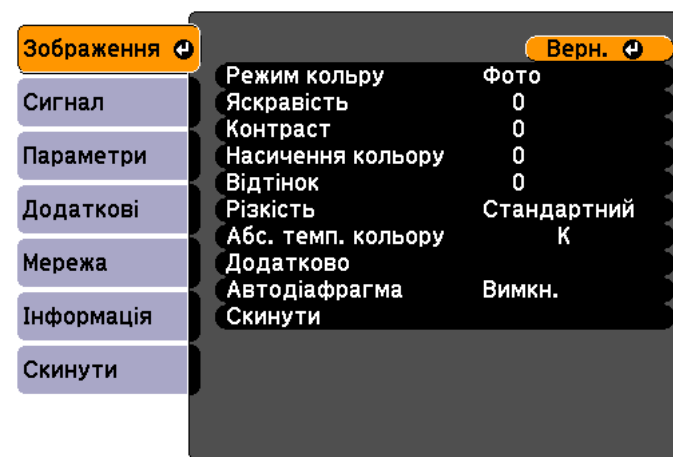 Зображення
Сигнал
Параметри
Додаткові
Мережа
Інформація
Скинути
Верн.
Режим кольру Фото
Яскравість 0
Контраст 0
Насичення кольору 0
Відтінок 0
Різкість Стандартний
Абс. темп. кольору K
Додатково
Автодіафрагма Вимкн.
Скинути